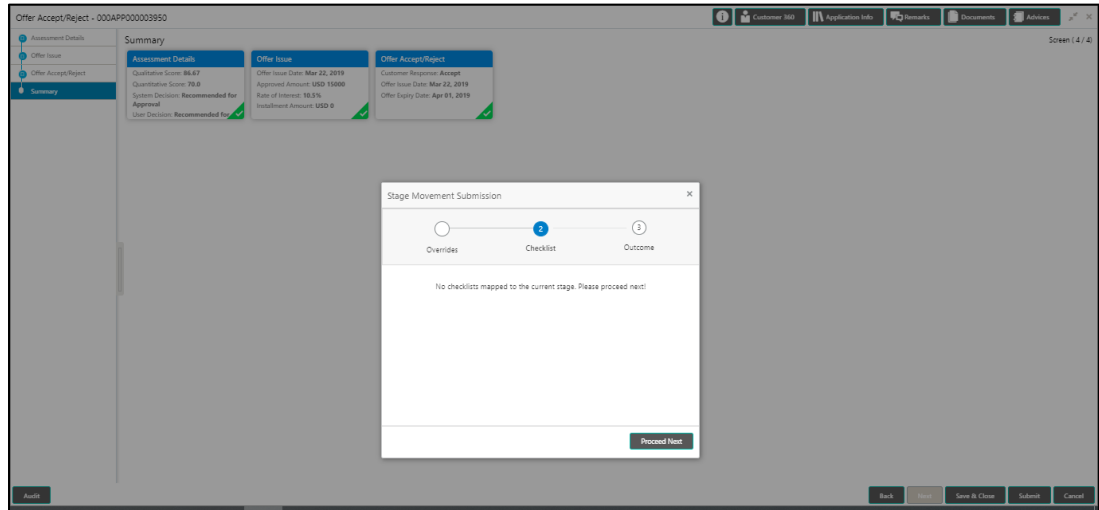 Offer Accept/Reject - 000APP000003950
Customer 360
Application Info
Remarks
Documents
Advices
Assessment Details
Offer Issue
Offer Accept/Reject
Summary
Summary
Screen ( 4 / 4)
Assessment Details
Qualitative Score: 86.67
Quantitative Score: 70.0
System Decision: Recommended for
Approval
User Decision: Recommended for
Offer Issue
Offer Issue Date: Mar 22, 2019
Approved Amount: USD 15000
Rate of Interest: 10.5%
Installment Amount: USD 0
Offer Accept/Reject
Customer Response: Accept
Offer Issue Date: Mar 22, 2019
Offer Expiry Date: Apr 01, 2019
Stage Movement Submission
2
3
Overrides
Checklist
Outcome
No checklists mapped to the current stage. Please proceed next!
Proceed Next
Audit
Back
Next
Save & Close
Submit
Cancel